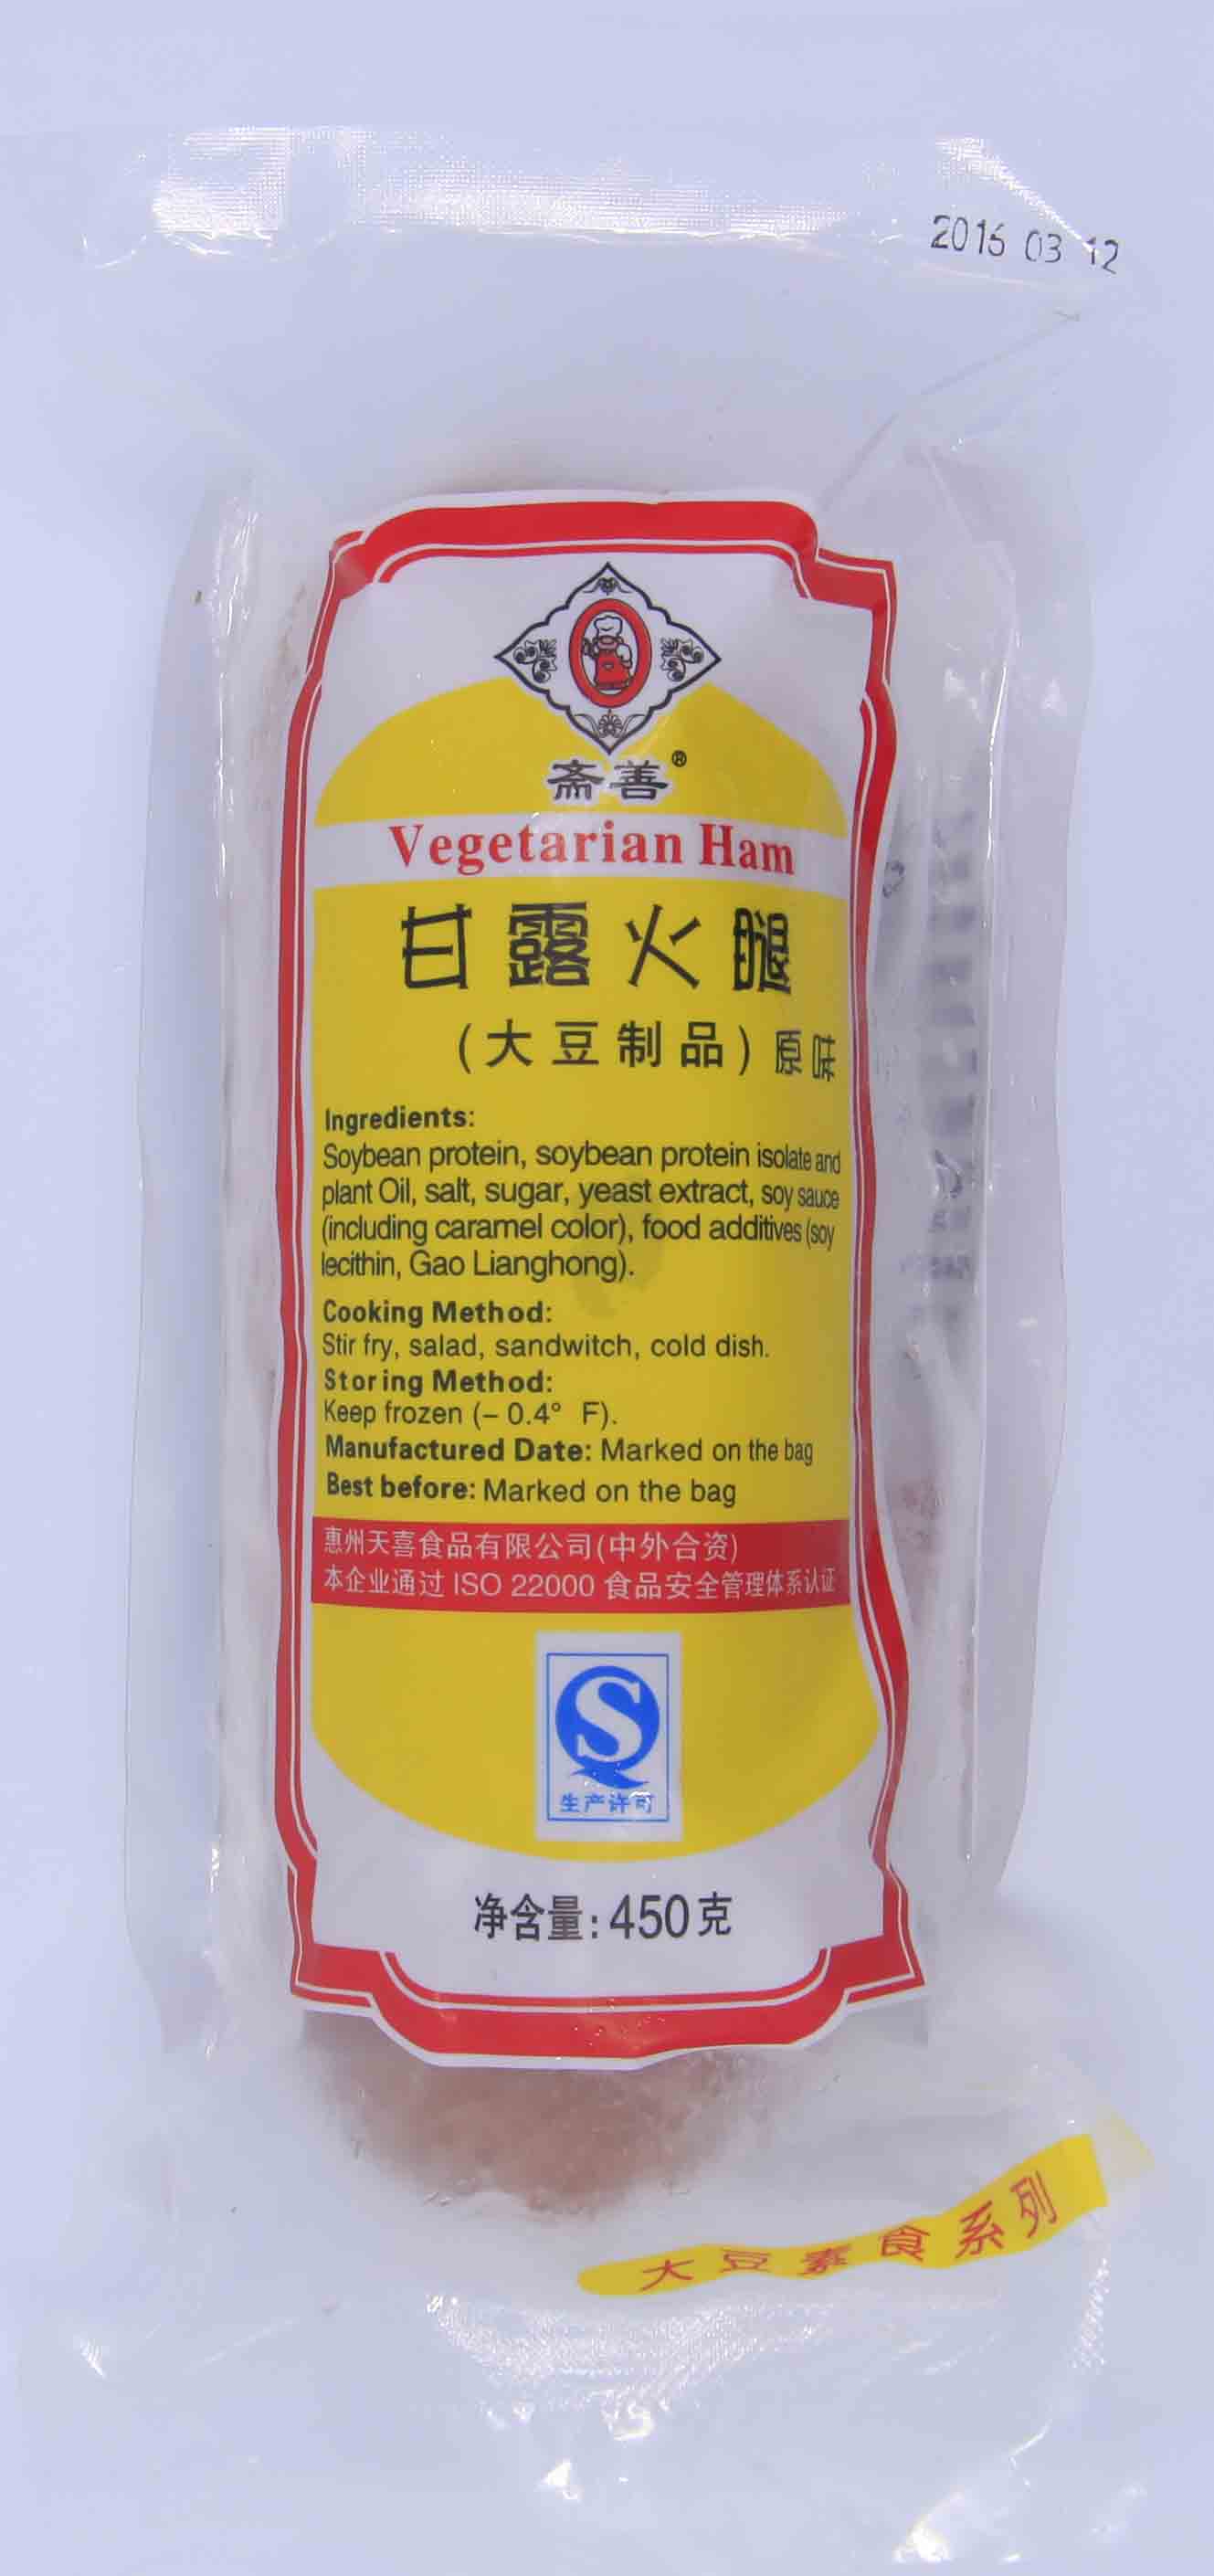 2015 03 12
斋善®
Vegetarian Ham
甘露火腿
(大豆制品)原味
Ingredients:
Soybean protein, soybean protein isolate and
plant Oil, salt, sugar, yeast extract, soy sauce
(including caramel color), food additives (soy
lecithin, Gao Lianghong).
Cooking Method:
Stir fry, salad, sandwitch, cold dish.
Storing Method:
Keep frozen (– 0.4° F).
Manufactured Date: Marked on the bag
Best before: Marked on the bag
惠州天喜食品有限公司(中外合资)
本企业通过 ISO 22000 食品安全管理体系认证
生产许可
净含量:450克
大豆素食系列